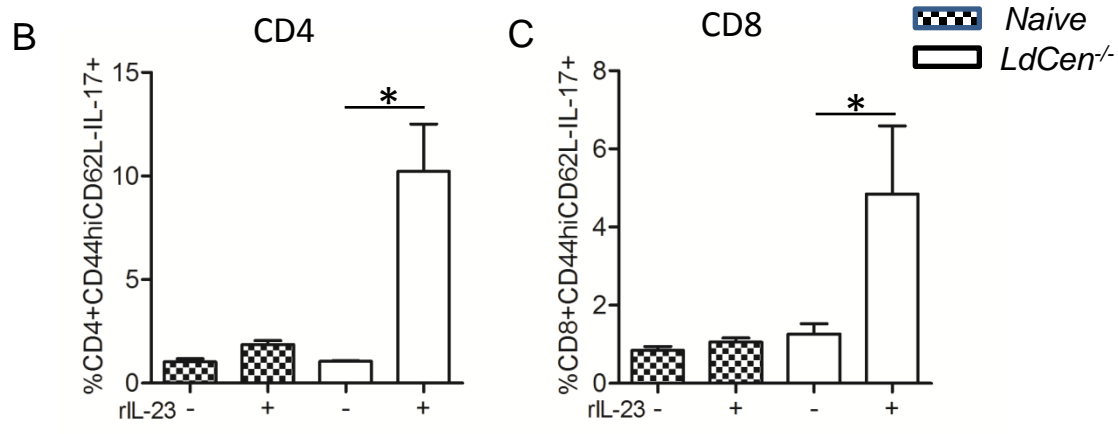 B
CD4
%CD4+CD44hiCD62L-IL-17+
15
10
5
0
*
rIL-23 - + - +
C
CD8
%CD8+CD44hiCD62L-IL-17+
8
6
4
2
0
*
rIL-23 - + - +
Naive
LdCen-/-